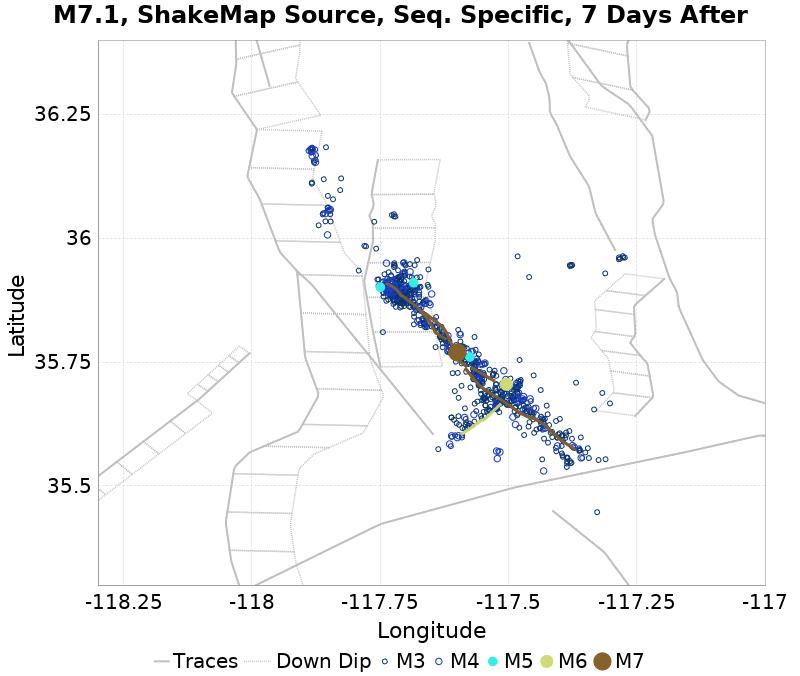 M7.1, ShakeMap Source, Seq. Specific, 7 Days After
36.25
36
35.75
35.5
Latitude
-118.25 -118 -117.75 -117.5 -117.25 -117
Longitude
Traces Down Dip M3 M4 M5 M6 M7